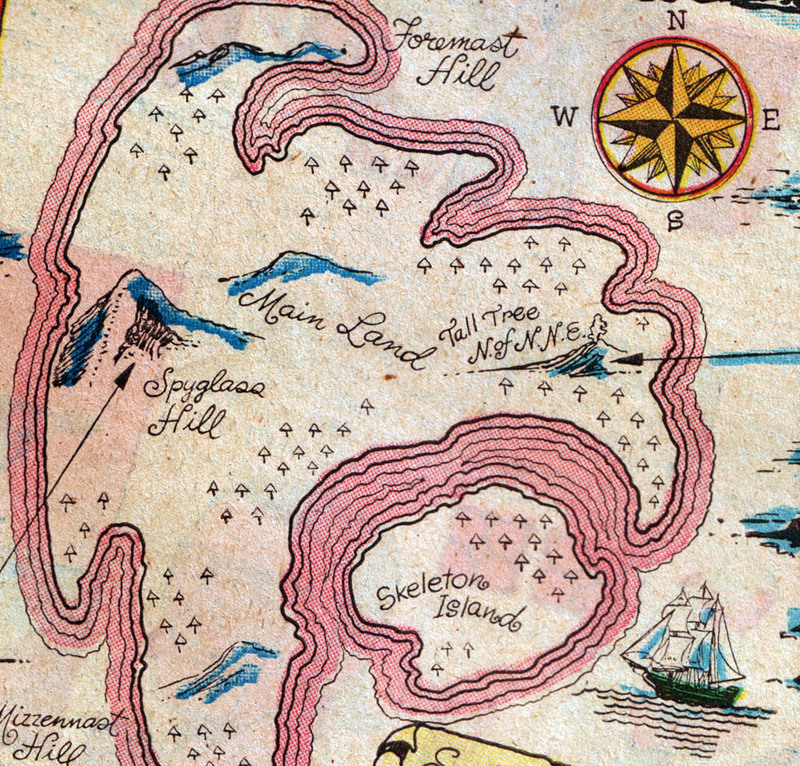 Foremast
Hill
N
W
E
S
Main Land
Tall Tree
N. of N.N.E.
Spyglass
Hill
Skeleton
Island
Mizzenmast
Hill